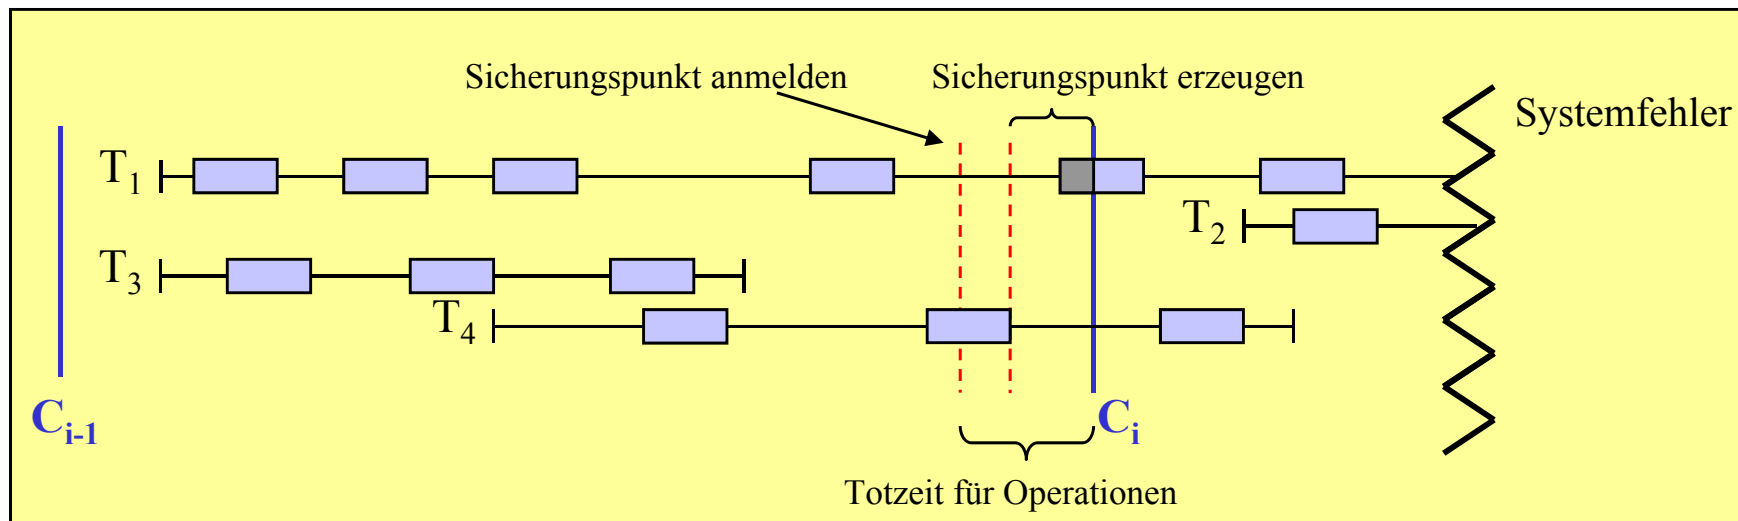 Sicherungspunkt anmelden
Sicherungspunkt erzeugen
Systemfehler
T1
T2
T3
T4
Ci-1
Ci
Totzeit für Operationen